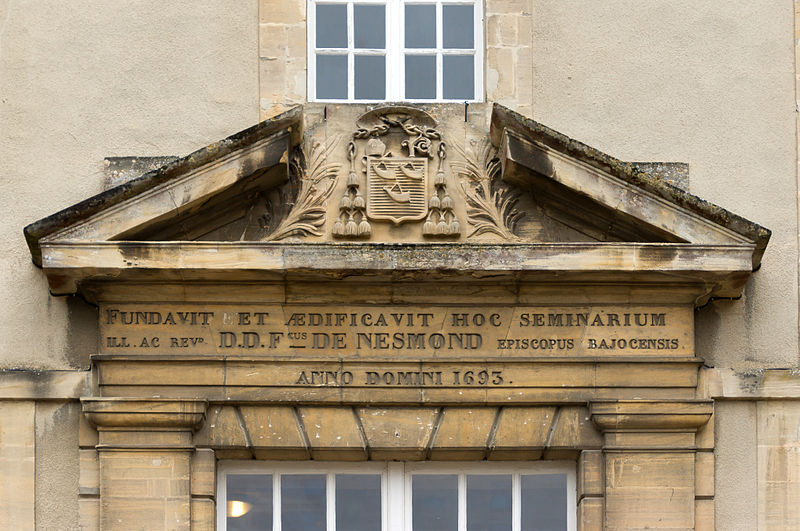 FUNDAVIT ET ÆDIFICAVIT HOC SEMINARIUM
ILL. AC REV.D D.D. F.CUS DE NESMOND EPISCOPUS BAJOCENSIS
ANNO DOMINI 1693.